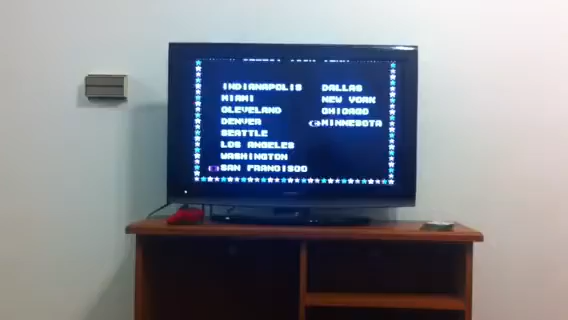 INDIANAPOLIS DALLAS
MIAMI NEW YORK
CLEVELAND CHICAGO
DENVER MINNESOTA
SEATTLE
LOS ANGELES
WASHINGTON
SAN FRANCISCO